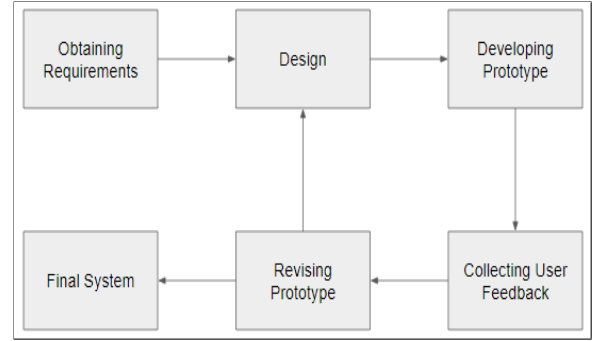 Obtaining
Requirements
Design
Developing
Prototype
Final System
Revising
Prototype
Collecting User
Feedback